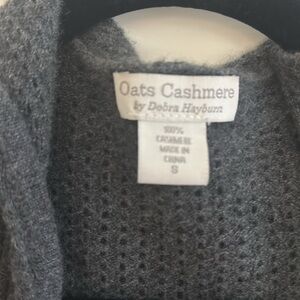 Oats Cashmere
by Debra Hayburn
100%
CASHMERE
MADE IN
CHINA
S